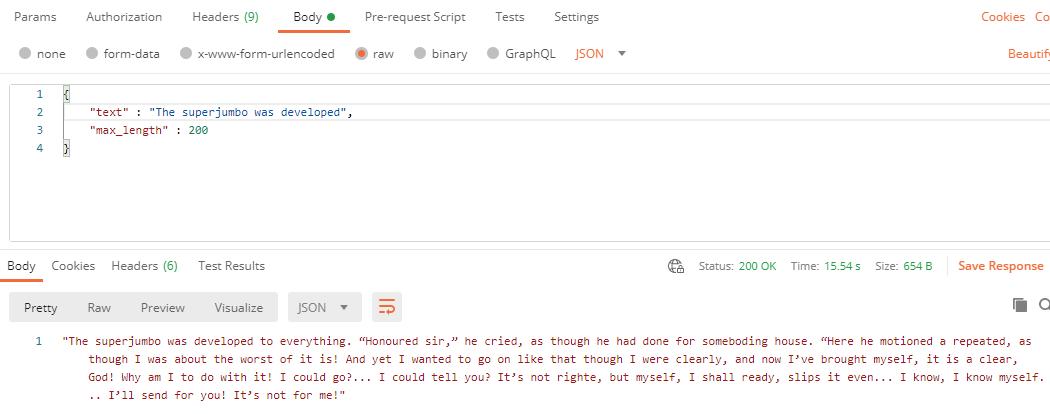 Params Authorization Headers (9) Body Pre-request Script Tests Settings Cookies Co
none form-data x-www-form-urlencoded raw binary GraphQL JSON Beautify
1 {
2 "text" : "The superjumbo was developed",
3 "max_length" : 200
4 }
Body Cookies Headers (6) Test Results Status: 200 OK Time: 15.54 s Size: 654 B Save Response
Pretty Raw Preview Visualize JSON
1 "The superjumbo was developed to everything. “Honoured sir,” he cried, as though he had done for someboding house. “Here he motioned a repeated, as
though I was about the worst of it is! And yet I wanted to go on like that though I were clearly, and now I’ve brought myself, it is a clear,
God! Why am I to do with it! I could go?... I could tell you? It’s not righte, but myself, I shall ready, slips it even... I know, I know myself.
.. I’ll send for you! It’s not for me!"